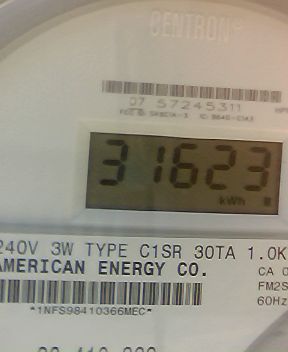 CENTRON®
07 57245311
31623
kWh
240V 3W TYPE C1SR 30TA 1.0K
AMERICAN ENERGY CO.
CA 0
FM2S
60Hz
*1NFS98410366MEC*